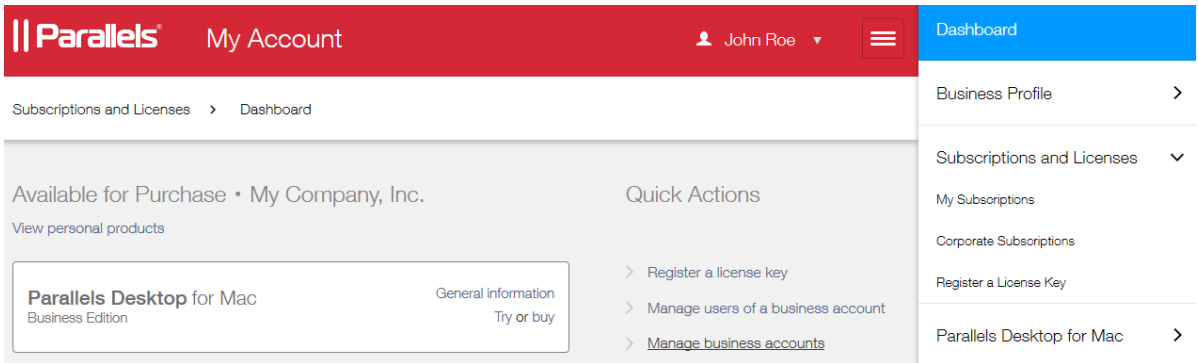 || Parallels® My Account John Roe ▼
Subscriptions and Licenses > Dashboard
Available for Purchase • My Company, Inc.
View personal products
Parallels Desktop for Mac
Business Edition
General information
Try or buy
Quick Actions
> Register a license key
> Manage users of a business account
> Manage business accounts
Dashboard
Business Profile >
Subscriptions and Licenses
My Subscriptions
Corporate Subscriptions
Register a License Key
Parallels Desktop for Mac >